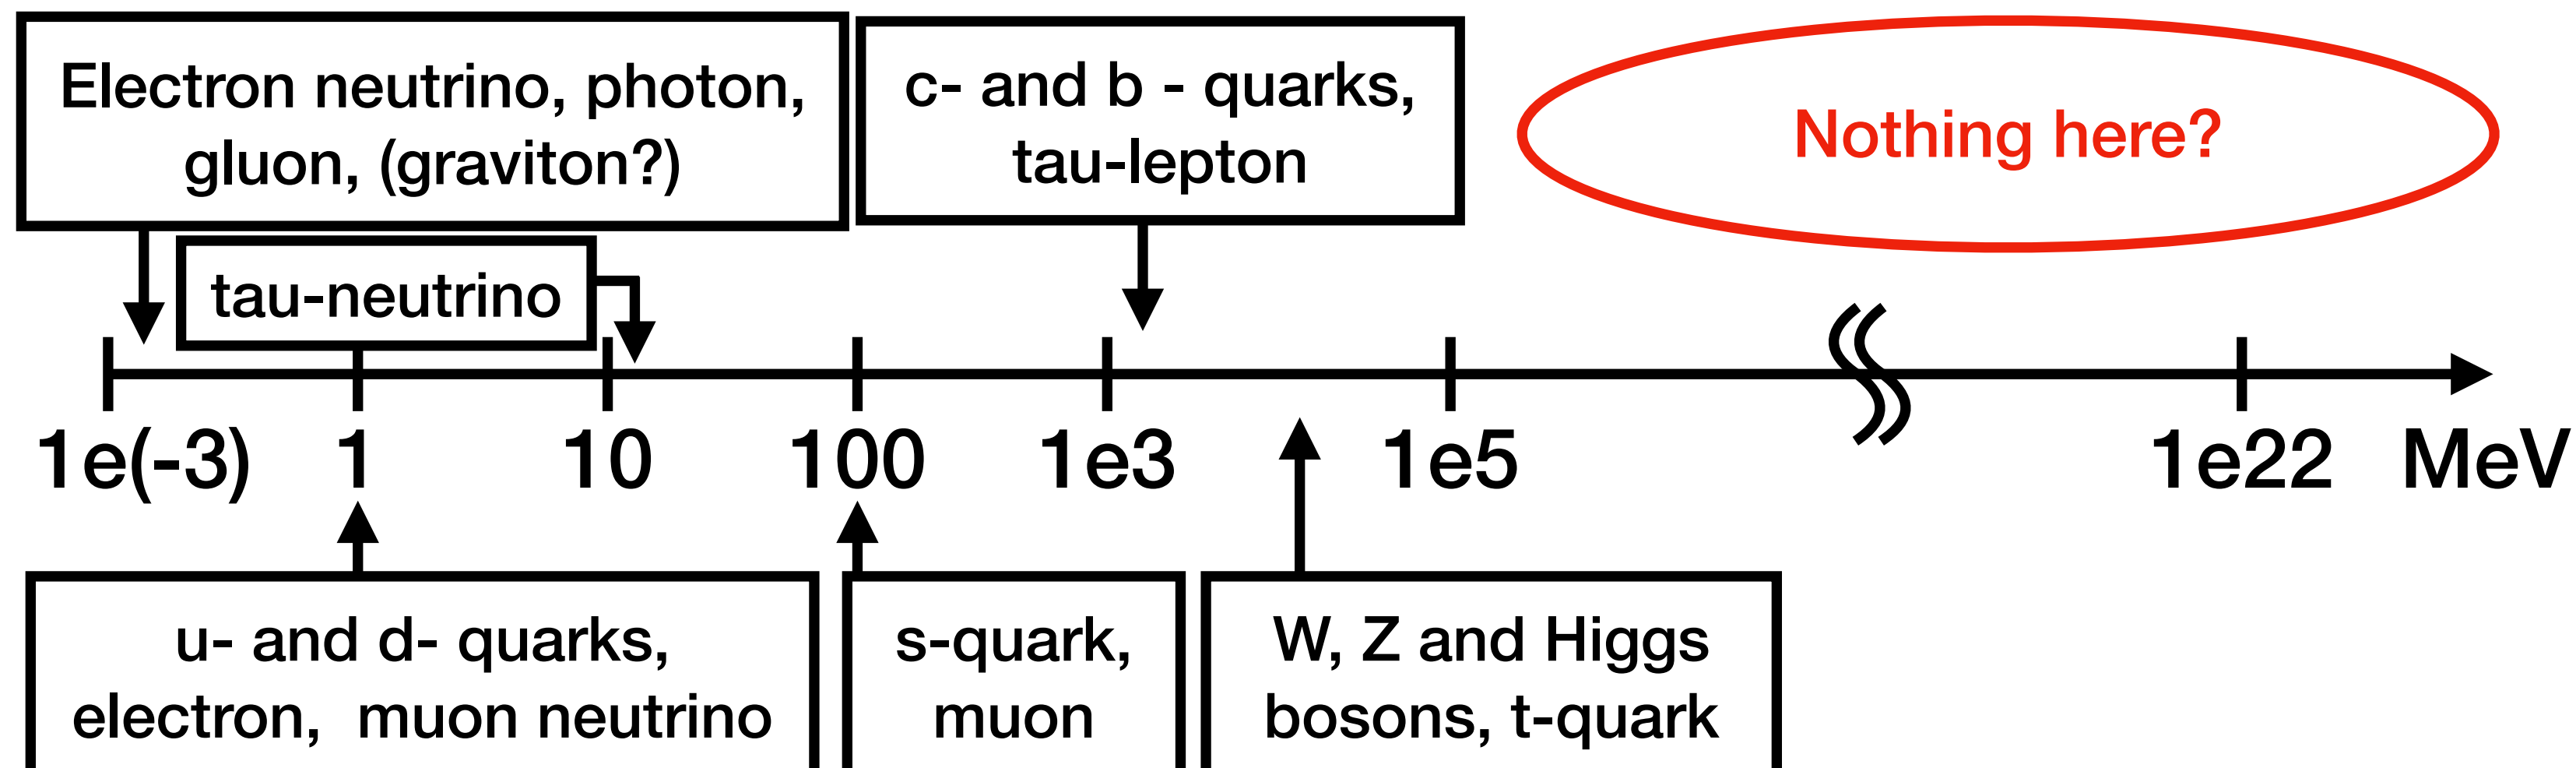 Electron neutrino, photon,
gluon, (graviton?)
c- and b - quarks,
tau-lepton
Nothing here?
tau-neutrino
1e(-3) 1 10 100 1e3 1e5 1e22 MeV
u- and d- quarks,
electron, muon neutrino
s-quark,
muon
W, Z and Higgs
bosons, t-quark